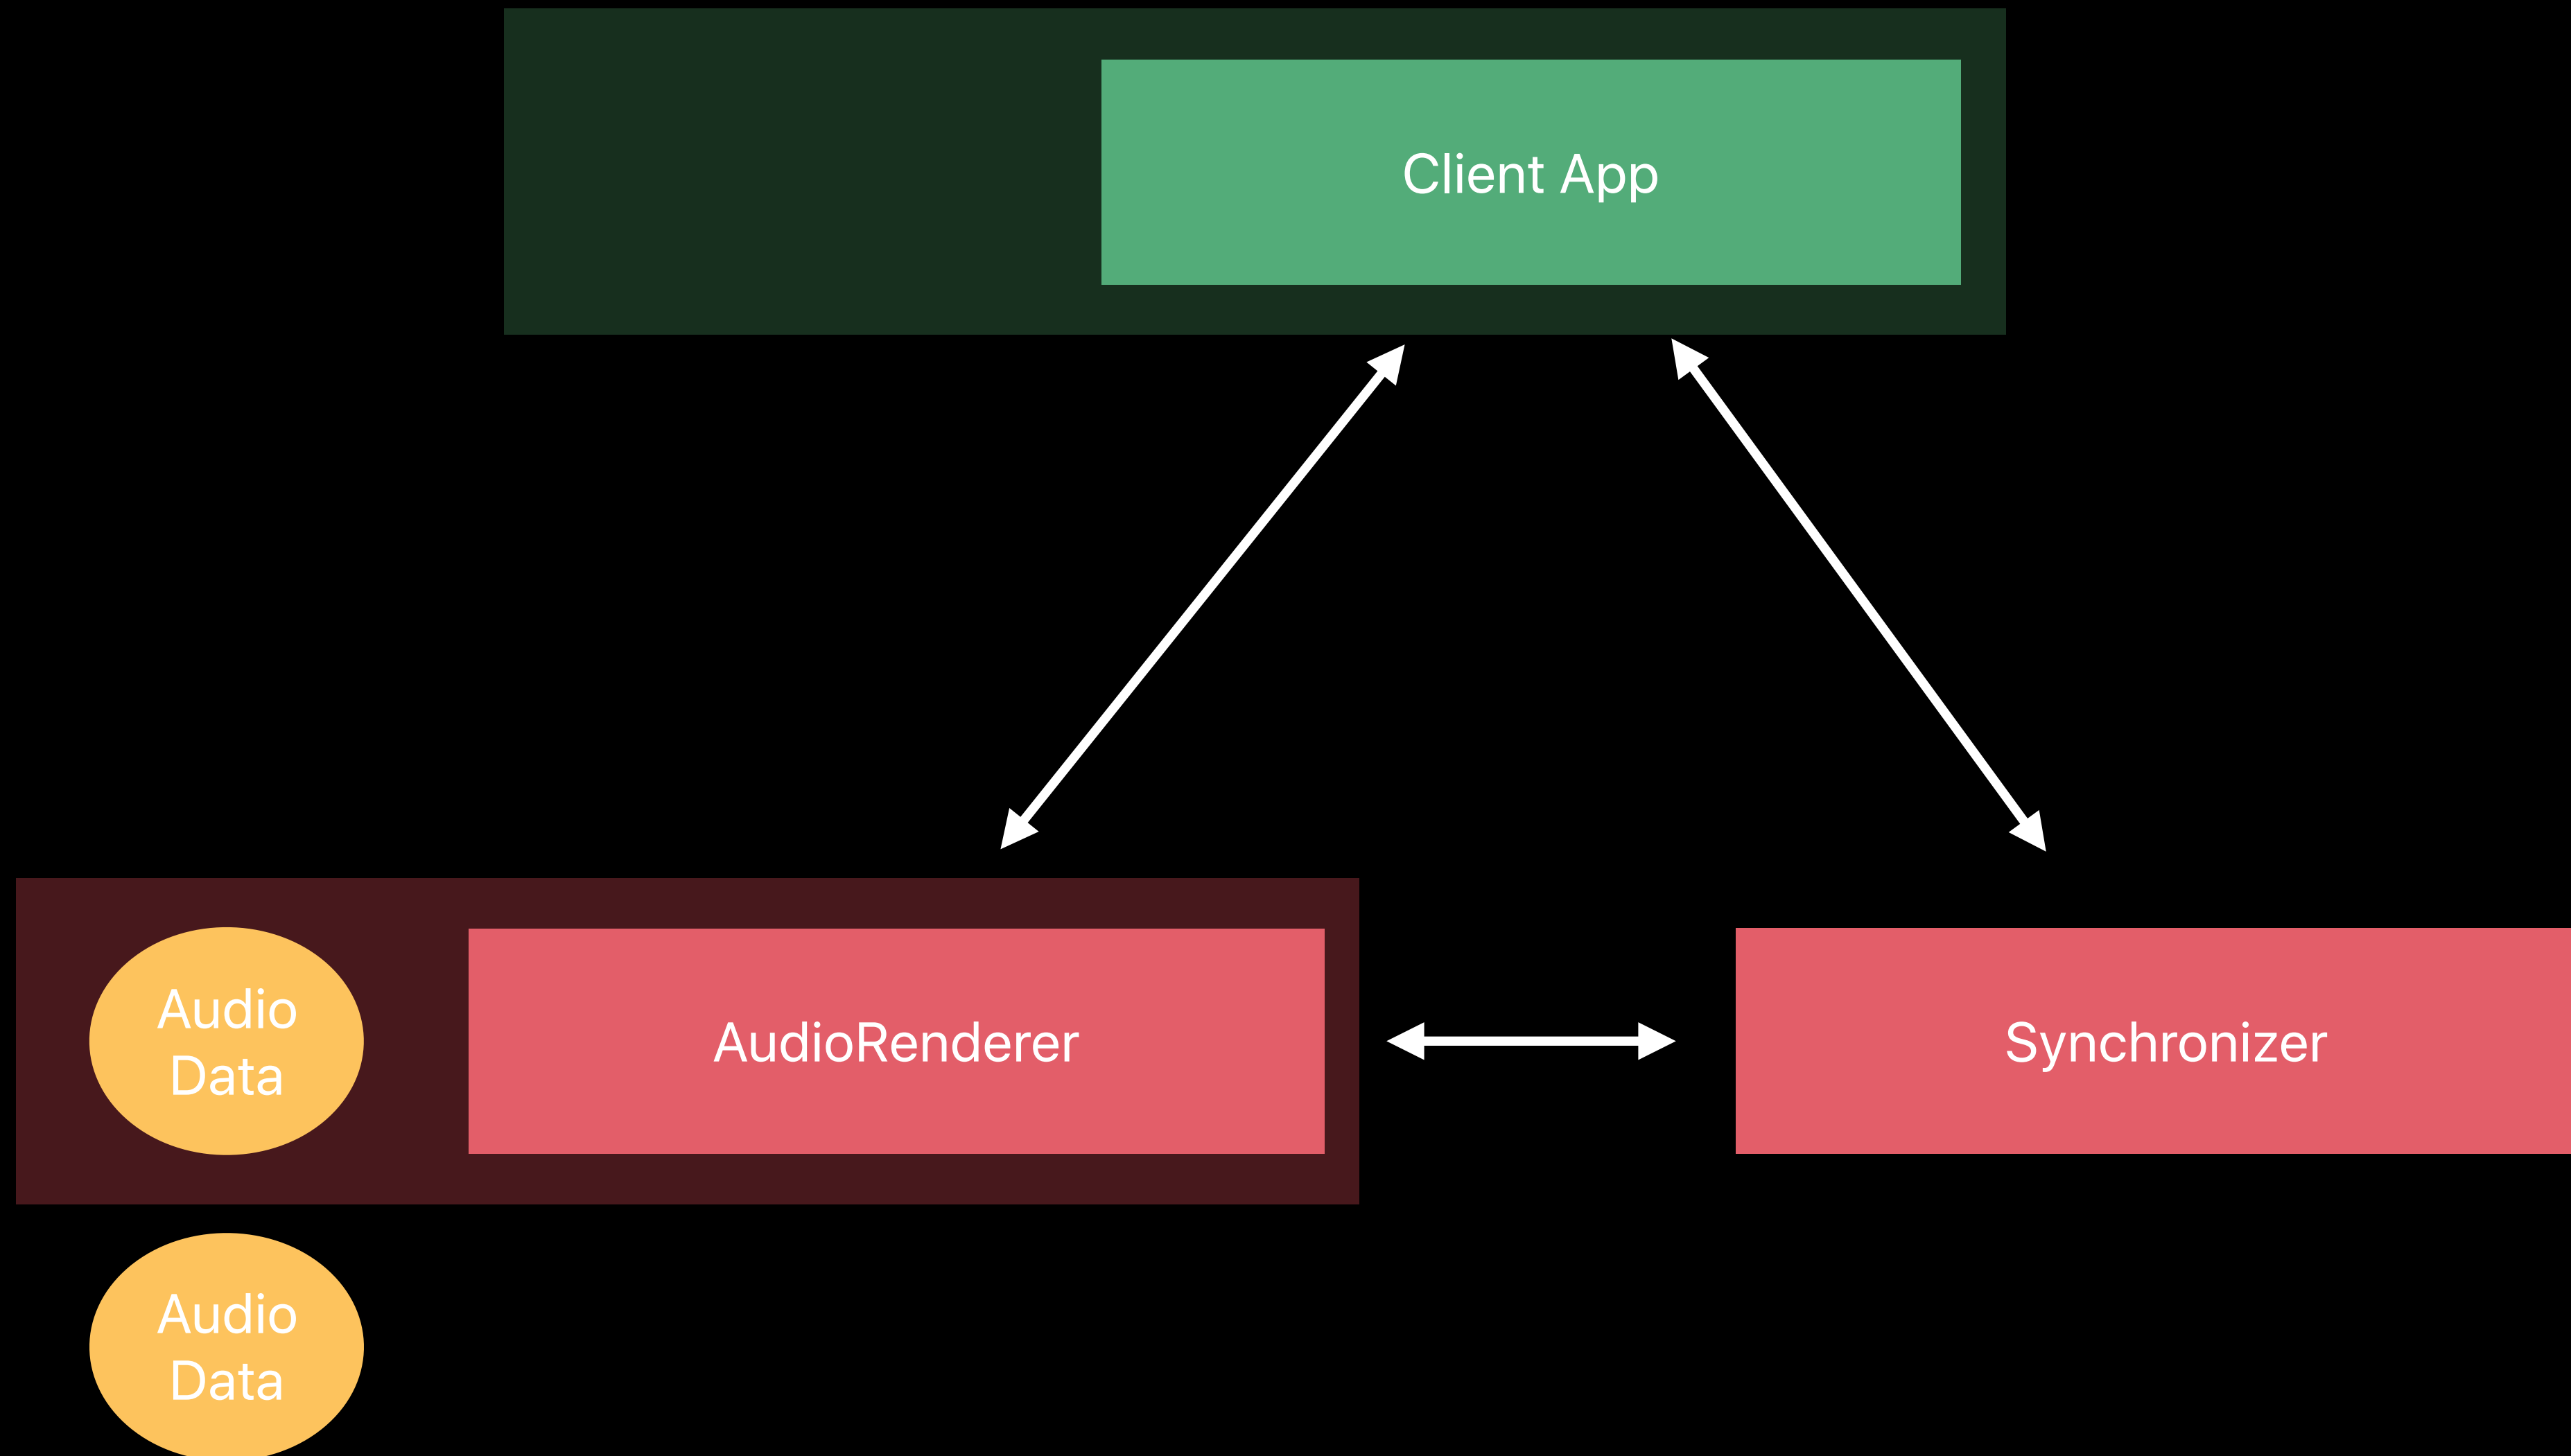 Client App
Audio
Data
AudioRenderer
Synchronizer
Audio
Data